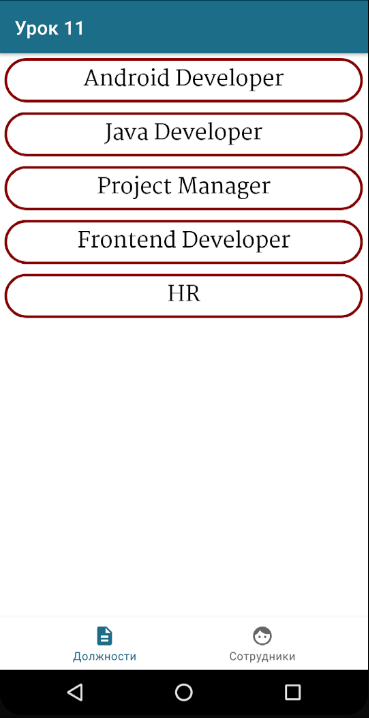 Урок 11
Android Developer
Java Developer
Project Manager
Frontend Developer
HR
Должности
Сотрудники